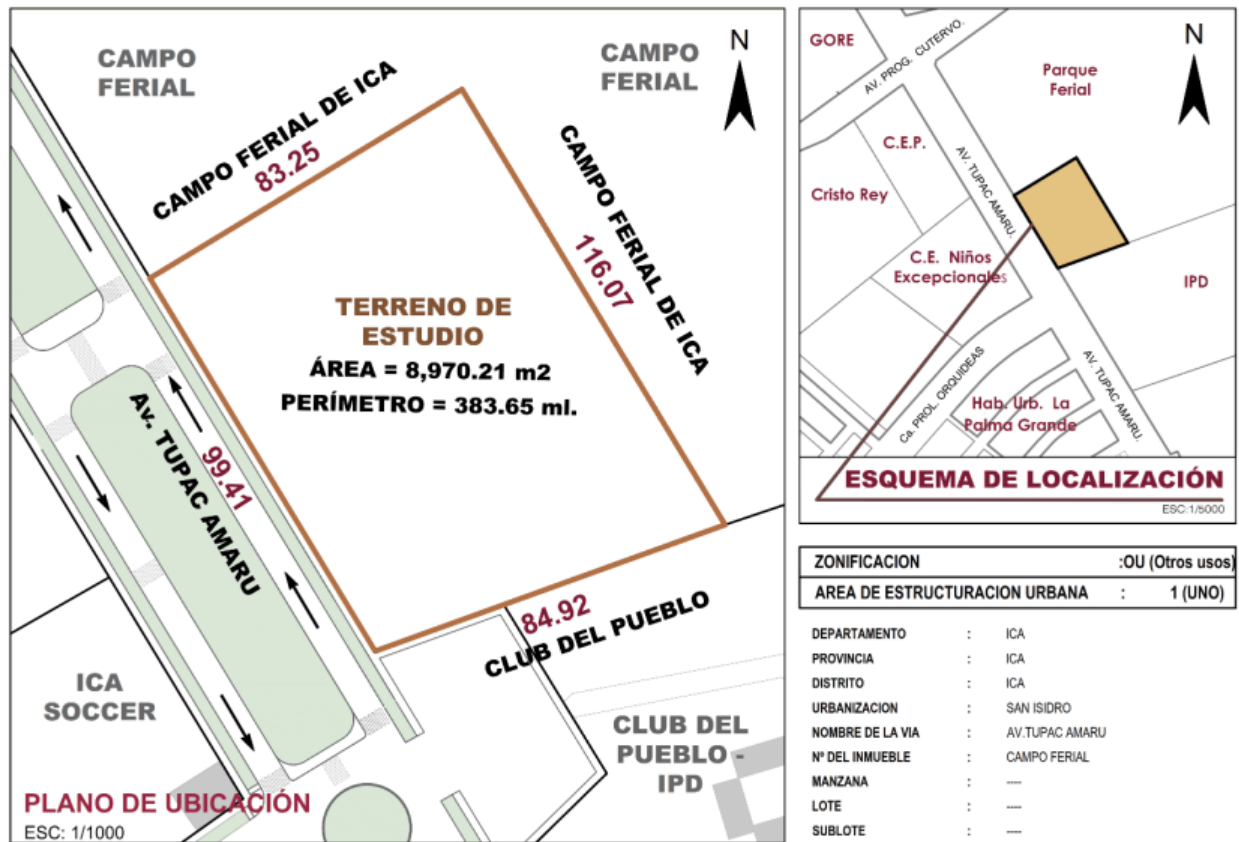 CAMPO
FERIAL
CAMPO
FERIAL
N
CAMPO FERIAL DE ICA
83.25
CAMPO FERIAL DE ICA
116.07
TERRENO DE
ESTUDIO
ÁREA = 8,970.21 m2
PERÍMETRO = 383.65 ml.
Av. TUPAC AMARU
99.41
84.92
CLUB DEL PUEBLO
ICA
SOCCER
CLUB DEL
PUEBLO -
IPD
PLANO DE UBICACIÓN
ESC: 1/1000
GORE
AV. PROG. CUTERVO.
N
Parque
Ferial
C.E.P.
AV. TUPAC AMARU.
Cristo Rey
C.E. Niños
Excepcionales
IPD
Ca. PROL. ORQUIDEAS
AV. TUPAC AMARU.
Hab. Urb. La
Palma Grande
ESQUEMA DE LOCALIZACIÓN
ESC:1/5000
ZONIFICACION :OU (Otros usos)
AREA DE ESTRUCTURACION URBANA : 1 (UNO)
DEPARTAMENTO : ICA
PROVINCIA : ICA
DISTRITO : ICA
URBANIZACION : SAN ISIDRO
NOMBRE DE LA VIA : AV.TUPAC AMARU
Nº DEL INMUEBLE : CAMPO FERIAL
MANZANA : ----
LOTE : ----
SUBLOTE : ----